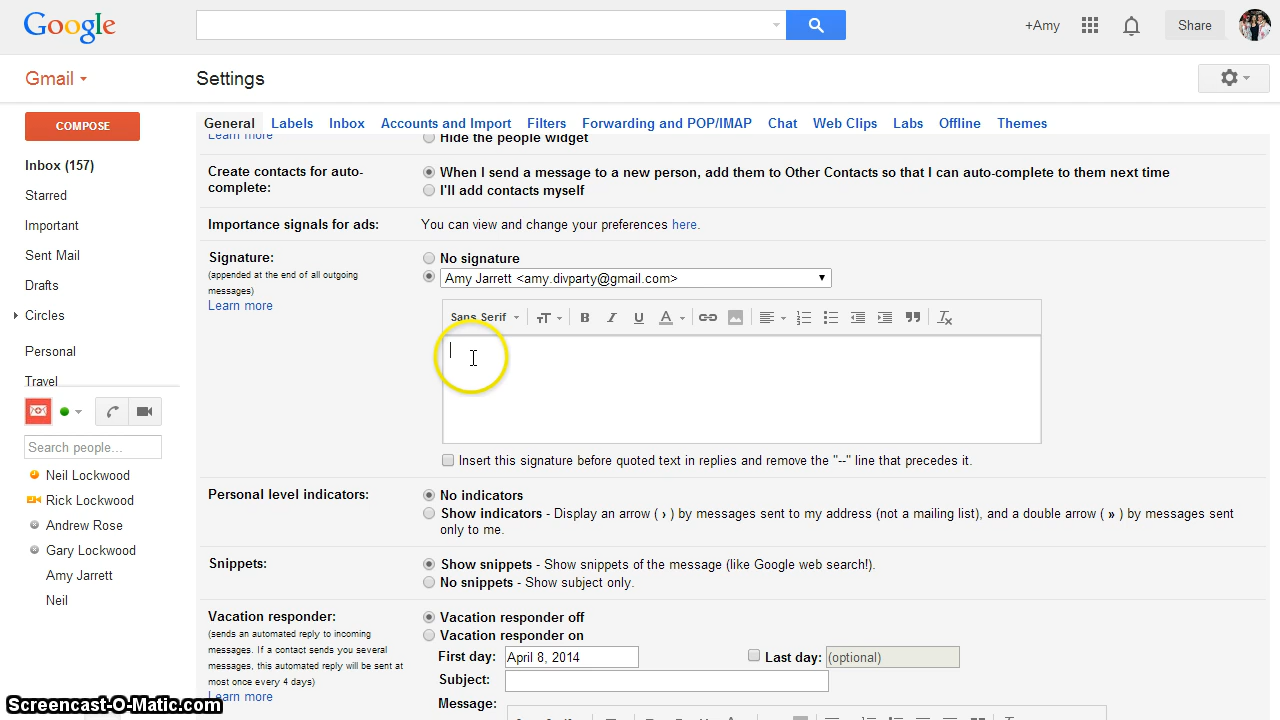 Google
+Amy
Share
Gmail
Settings
COMPOSE
General Labels Inbox Accounts and Import Filters Forwarding and POP/IMAP Chat Web Clips Labs Offline Themes
Inbox (157)
Starred
Important
Sent Mail
Drafts
Circles
Personal
Travel
Search people...
Neil Lockwood
Rick Lockwood
Andrew Rose
Gary Lockwood
Amy Jarrett
Neil
Learn more
Hide the people widget
Create contacts for auto-
complete:
When I send a message to a new person, add them to Other Contacts so that I can auto-complete to them next time
I'll add contacts myself
Importance signals for ads:
You can view and change your preferences here.
Signature:
(appended at the end of all outgoing
messages)
Learn more
No signature
Amy Jarrett <amy.divparty@gmail.com>
Sans Serif
Insert this signature before quoted text in replies and remove the "--" line that precedes it.
Personal level indicators:
No indicators
Show indicators - Display an arrow ( › ) by messages sent to my address (not a mailing list), and a double arrow ( » ) by messages sent
only to me.
Snippets:
Show snippets - Show snippets of the message (like Google web search!).
No snippets - Show subject only.
Vacation responder:
(sends an automated reply to incoming
messages. If a contact sends you several
messages, this automated reply will be sent at
most once every 4 days)
Learn more
Vacation responder off
Vacation responder on
First day: April 8, 2014
Last day: (optional)
Subject:
Message:
Screencast-O-Matic.com